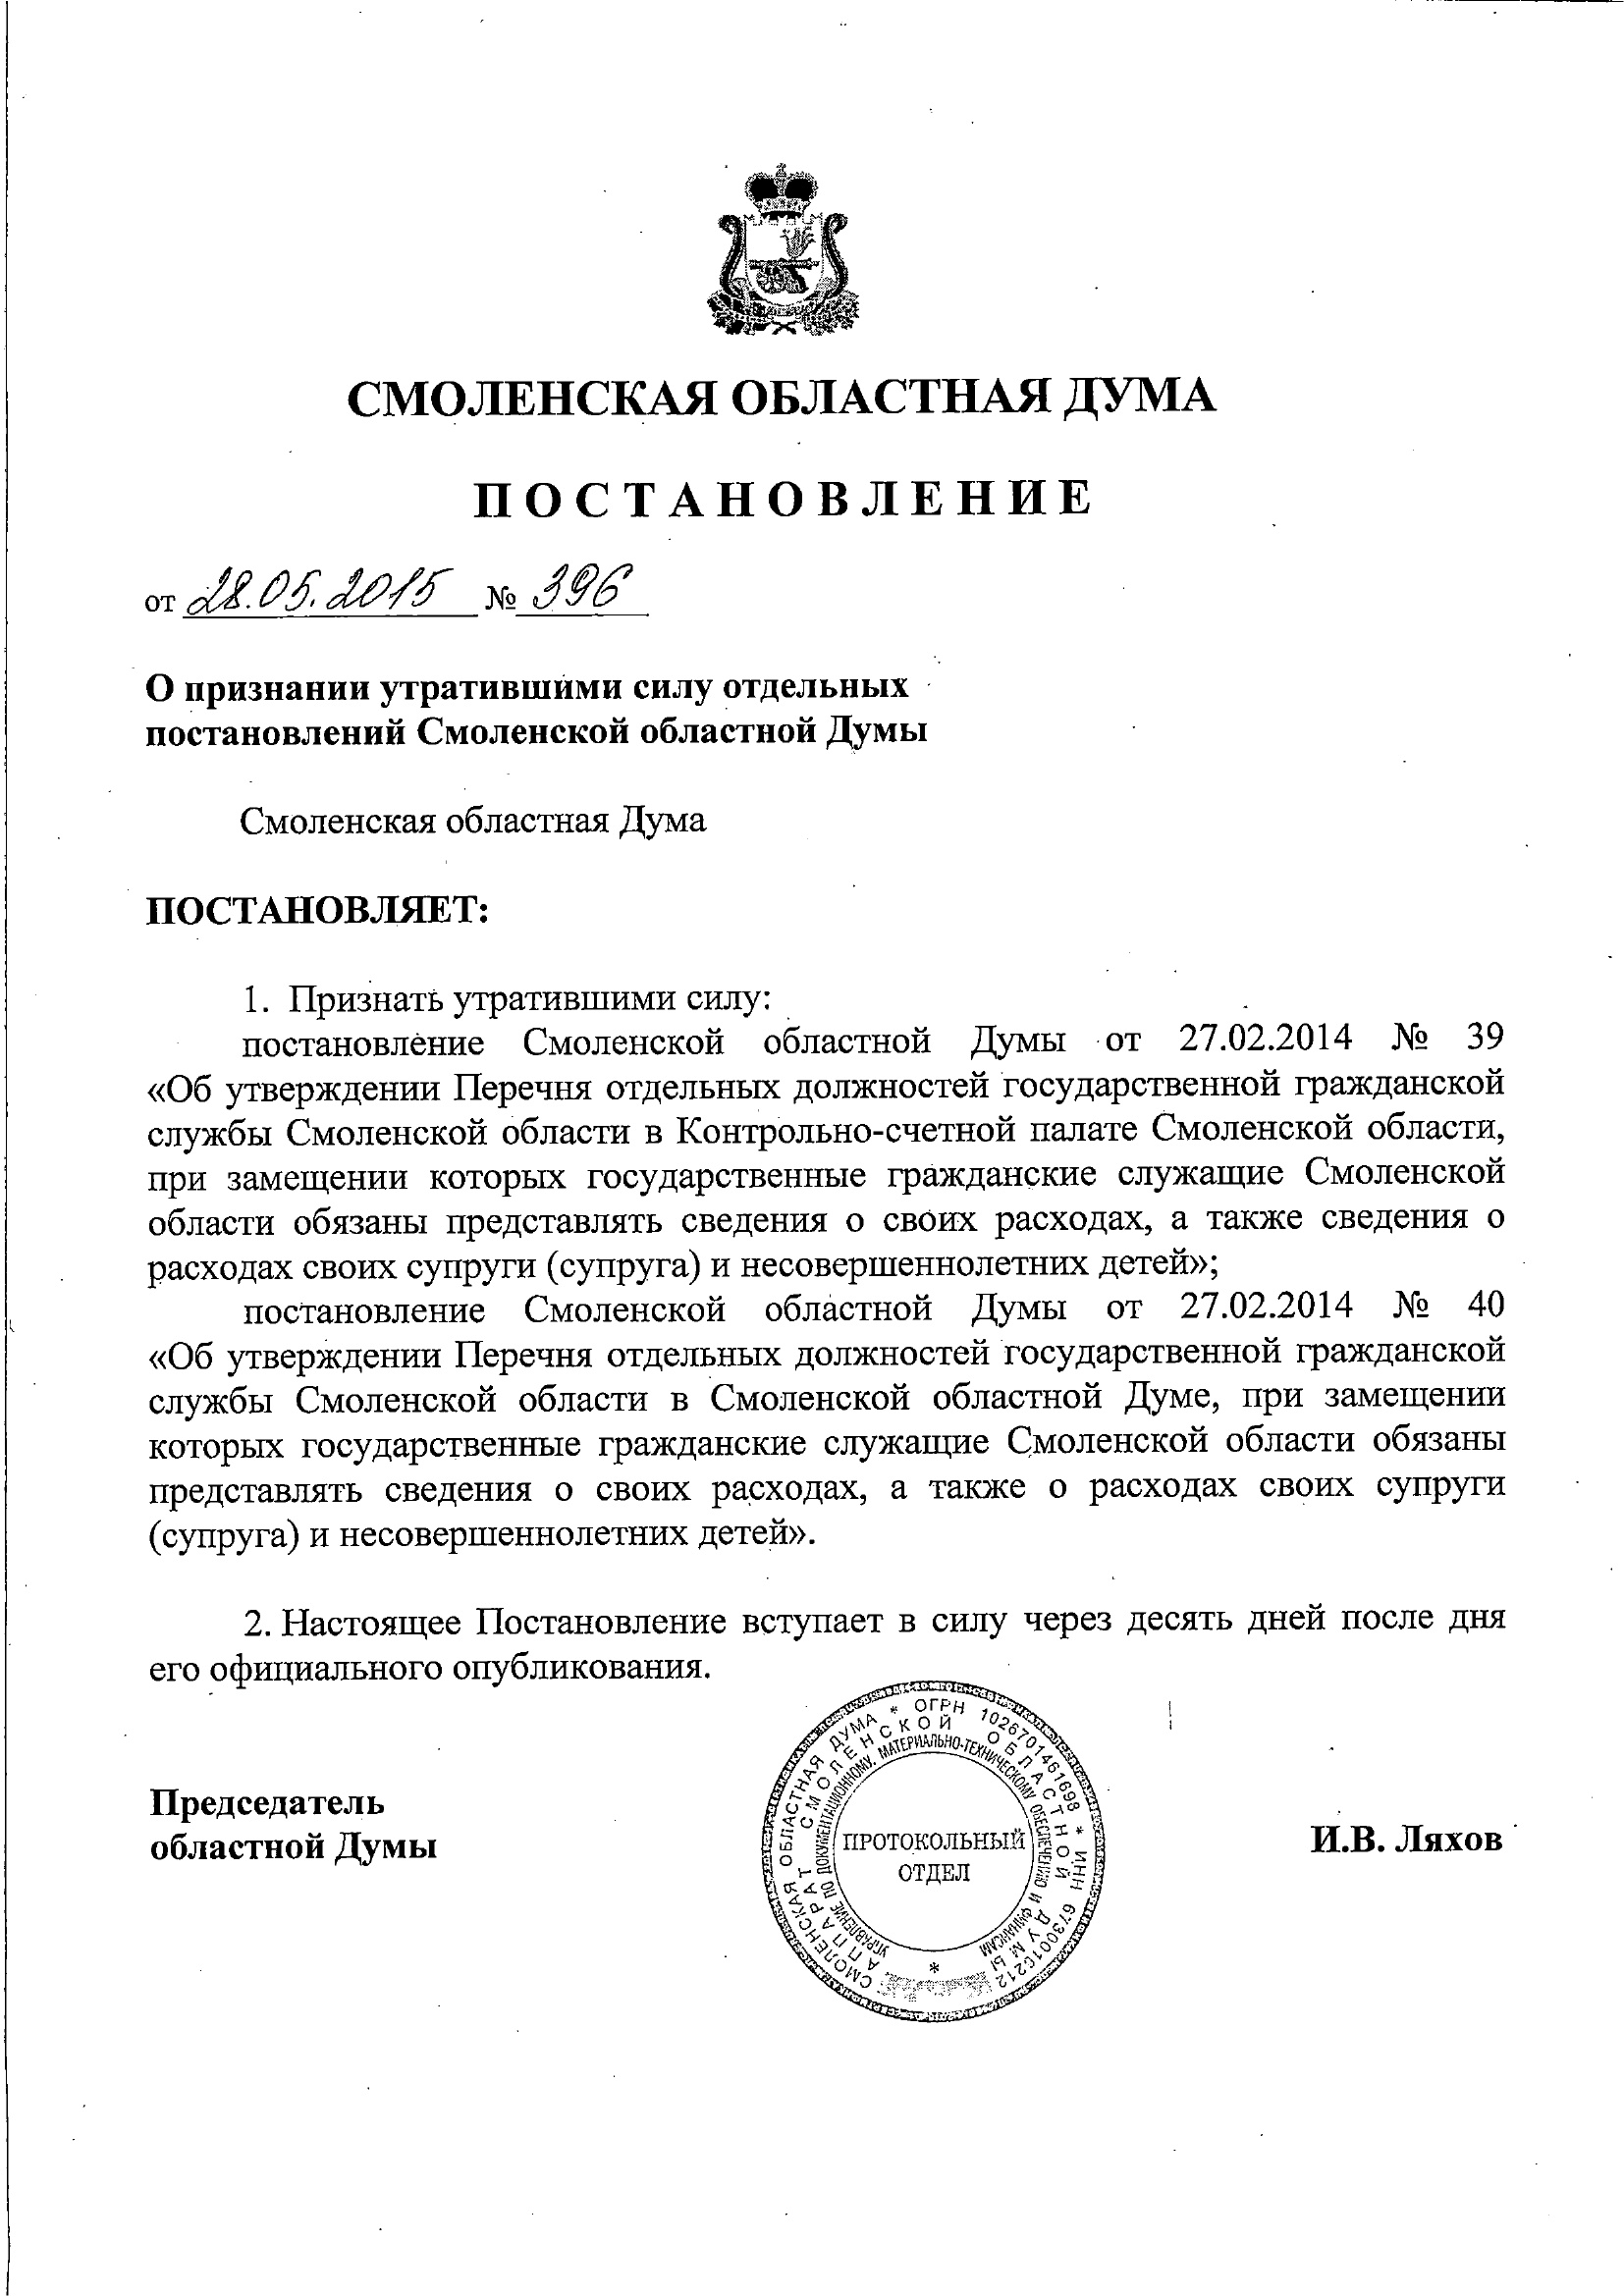 СМОЛЕНСКАЯ ОБЛАСТНАЯ ДУМА
ПОСТАНОВЛЕНИЕ
от 28.05.2015 № 396
О признании утратившими силу отдельных
постановлений Смоленской областной Думы
Смоленская областная Дума
ПОСТАНОВЛЯЕТ:
1. Признать утратившими силу:
постановление Смоленской областной Думы от 27.02.2014 № 39
«Об утверждении Перечня отдельных должностей государственной гражданской
службы Смоленской области в Контрольно-счетной палате Смоленской области,
при замещении которых государственные гражданские служащие Смоленской
области обязаны представлять сведения о своих расходах, а также сведения о
расходах своих супруги (супруга) и несовершеннолетних детей»;
постановление Смоленской областной Думы от 27.02.2014 № 40
«Об утверждении Перечня отдельных должностей государственной гражданской
службы Смоленской области в Смоленской областной Думе, при замещении
которых государственные гражданские служащие Смоленской области обязаны
представлять сведения о своих расходах, а также о расходах своих супруги
(супруга) и несовершеннолетних детей».
2. Настоящее Постановление вступает в силу через десять дней после дня
его официального опубликования.
Председатель
областной Думы
И.В. Ляхов
СМОЛЕНСКАЯ ОБЛАСТНАЯ ДУМА * ОГРН 1026701461698 * ИНН 6730010212
АППАРАТ СМОЛЕНСКОЙ ОБЛАСТНОЙ ДУМЫ
УПРАВЛЕНИЕ ПО ДОКУМЕНТАЦИОННОМУ, МАТЕРИАЛЬНО-ТЕХНИЧЕСКОМУ ОБЕСПЕЧЕНИЮ И ФИНАНСАМ
*
ПРОТОКОЛЬНЫЙ
ОТДЕЛ